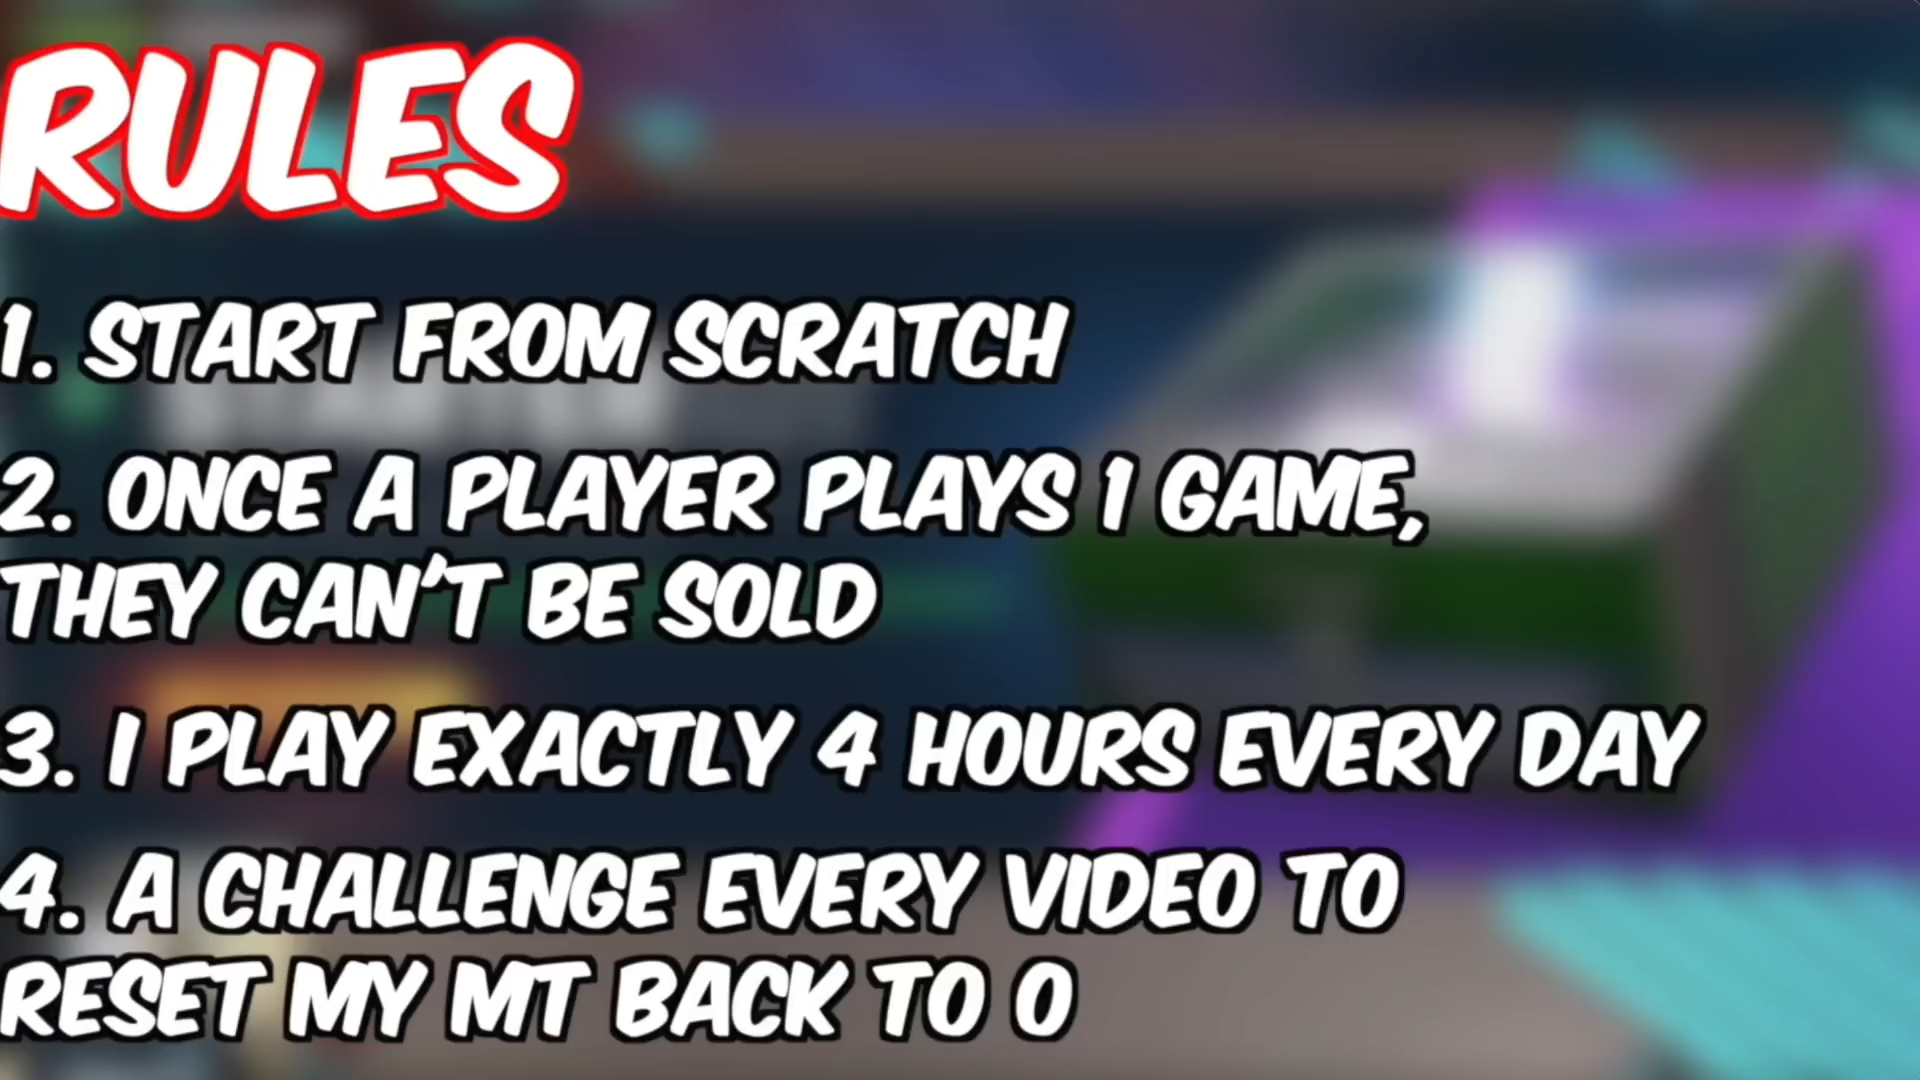 RULES
1. START FROM SCRATCH
2. ONCE A PLAYER PLAYS 1 GAME,
THEY CAN'T BE SOLD
3. I PLAY EXACTLY 4 HOURS EVERY DAY
4. A CHALLENGE EVERY VIDEO TO
RESET MY MT BACK TO 0